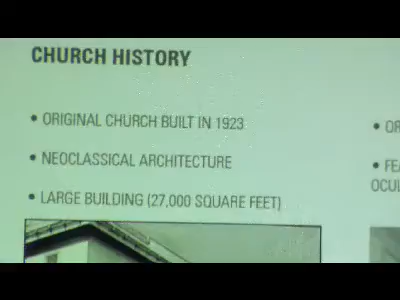 CHURCH HISTORY
• ORIGINAL CHURCH BUILT IN 1923
• NEOCLASSICAL ARCHITECTURE
• LARGE BUILDING (27,000 SQUARE FEET)